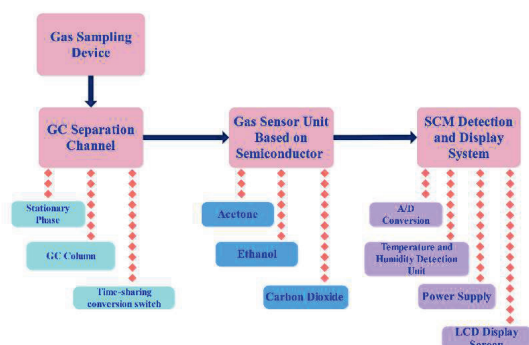 Gas Sampling
Device
GC Separation
Channel
Gas Sensor Unit
Based on
Semiconductor
SCM Detection
and Display
System
Stationary
Phase
GC Column
Time-sharing
conversion switch
Acetone
Ethanol
Carbon Dioxide
A/D
Conversion
Temperature and
Humidity Detection
Unit
Power Supply
LCD Display
Screen